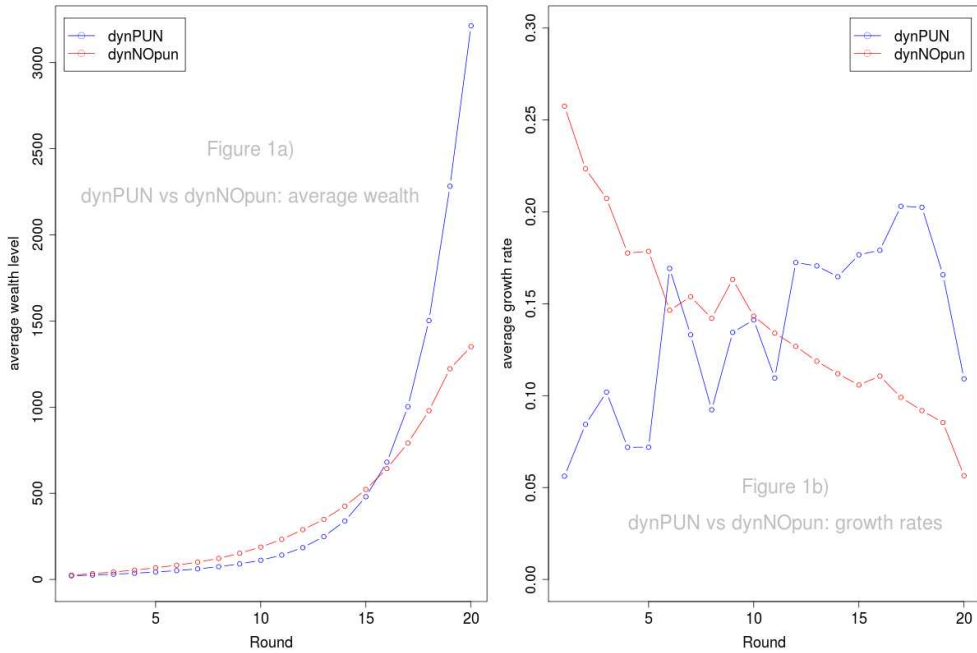 dynPUN
dynNOpun
Figure 1a)
dynPUN vs dynNOpun: average wealth
average wealth level
0
500
1000
1500
2000
2500
3000
5
10
15
20
Round
dynPUN
dynNOpun
Figure 1b)
dynPUN vs dynNOpun: growth rates
average growth rate
0.00
0.05
0.10
0.15
0.20
0.25
0.30
5
10
15
20
Round